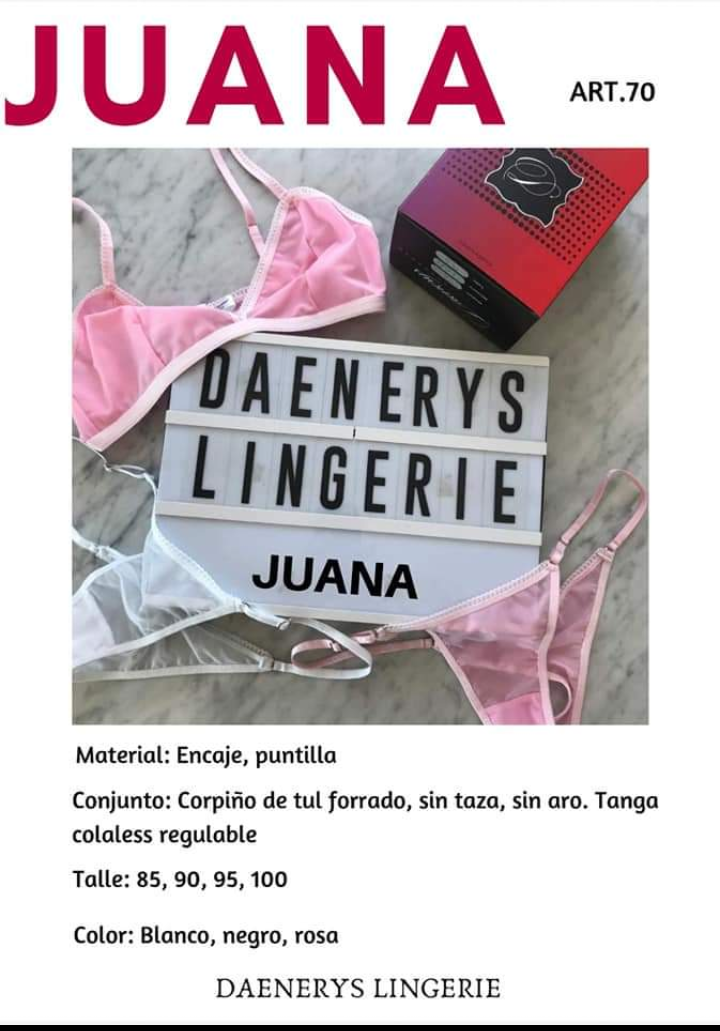 JUANA
ART.70
DAENERYS
LINGERIE
JUANA
Material: Encaje, puntilla
Conjunto: Corpiño de tul forrado, sin taza, sin aro. Tanga
colaless regulable
Talle: 85, 90, 95, 100
Color: Blanco, negro, rosa
DAENERYS LINGERIE